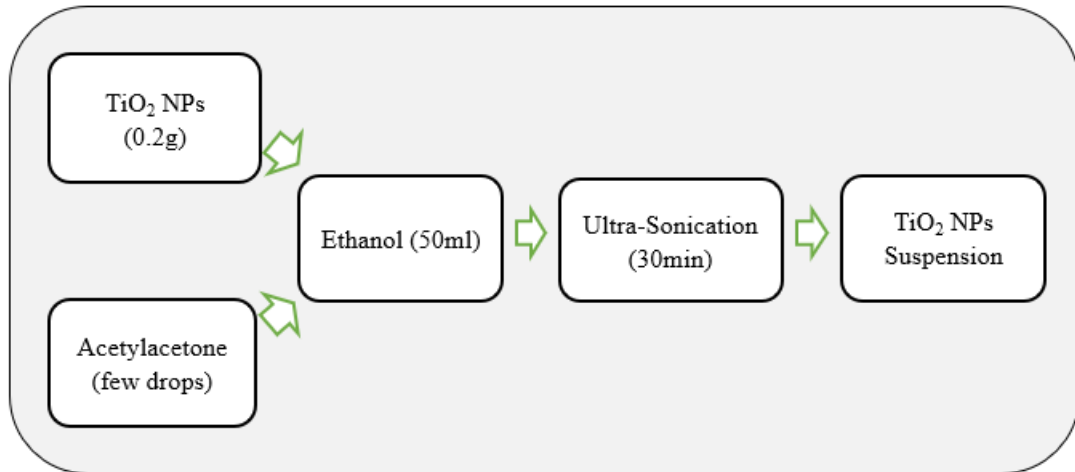 TiO₂ NPs
(0.2g)
Acetylacetone
(few drops)
Ethanol (50ml)
Ultra-Sonication
(30min)
TiO₂ NPs
Suspension